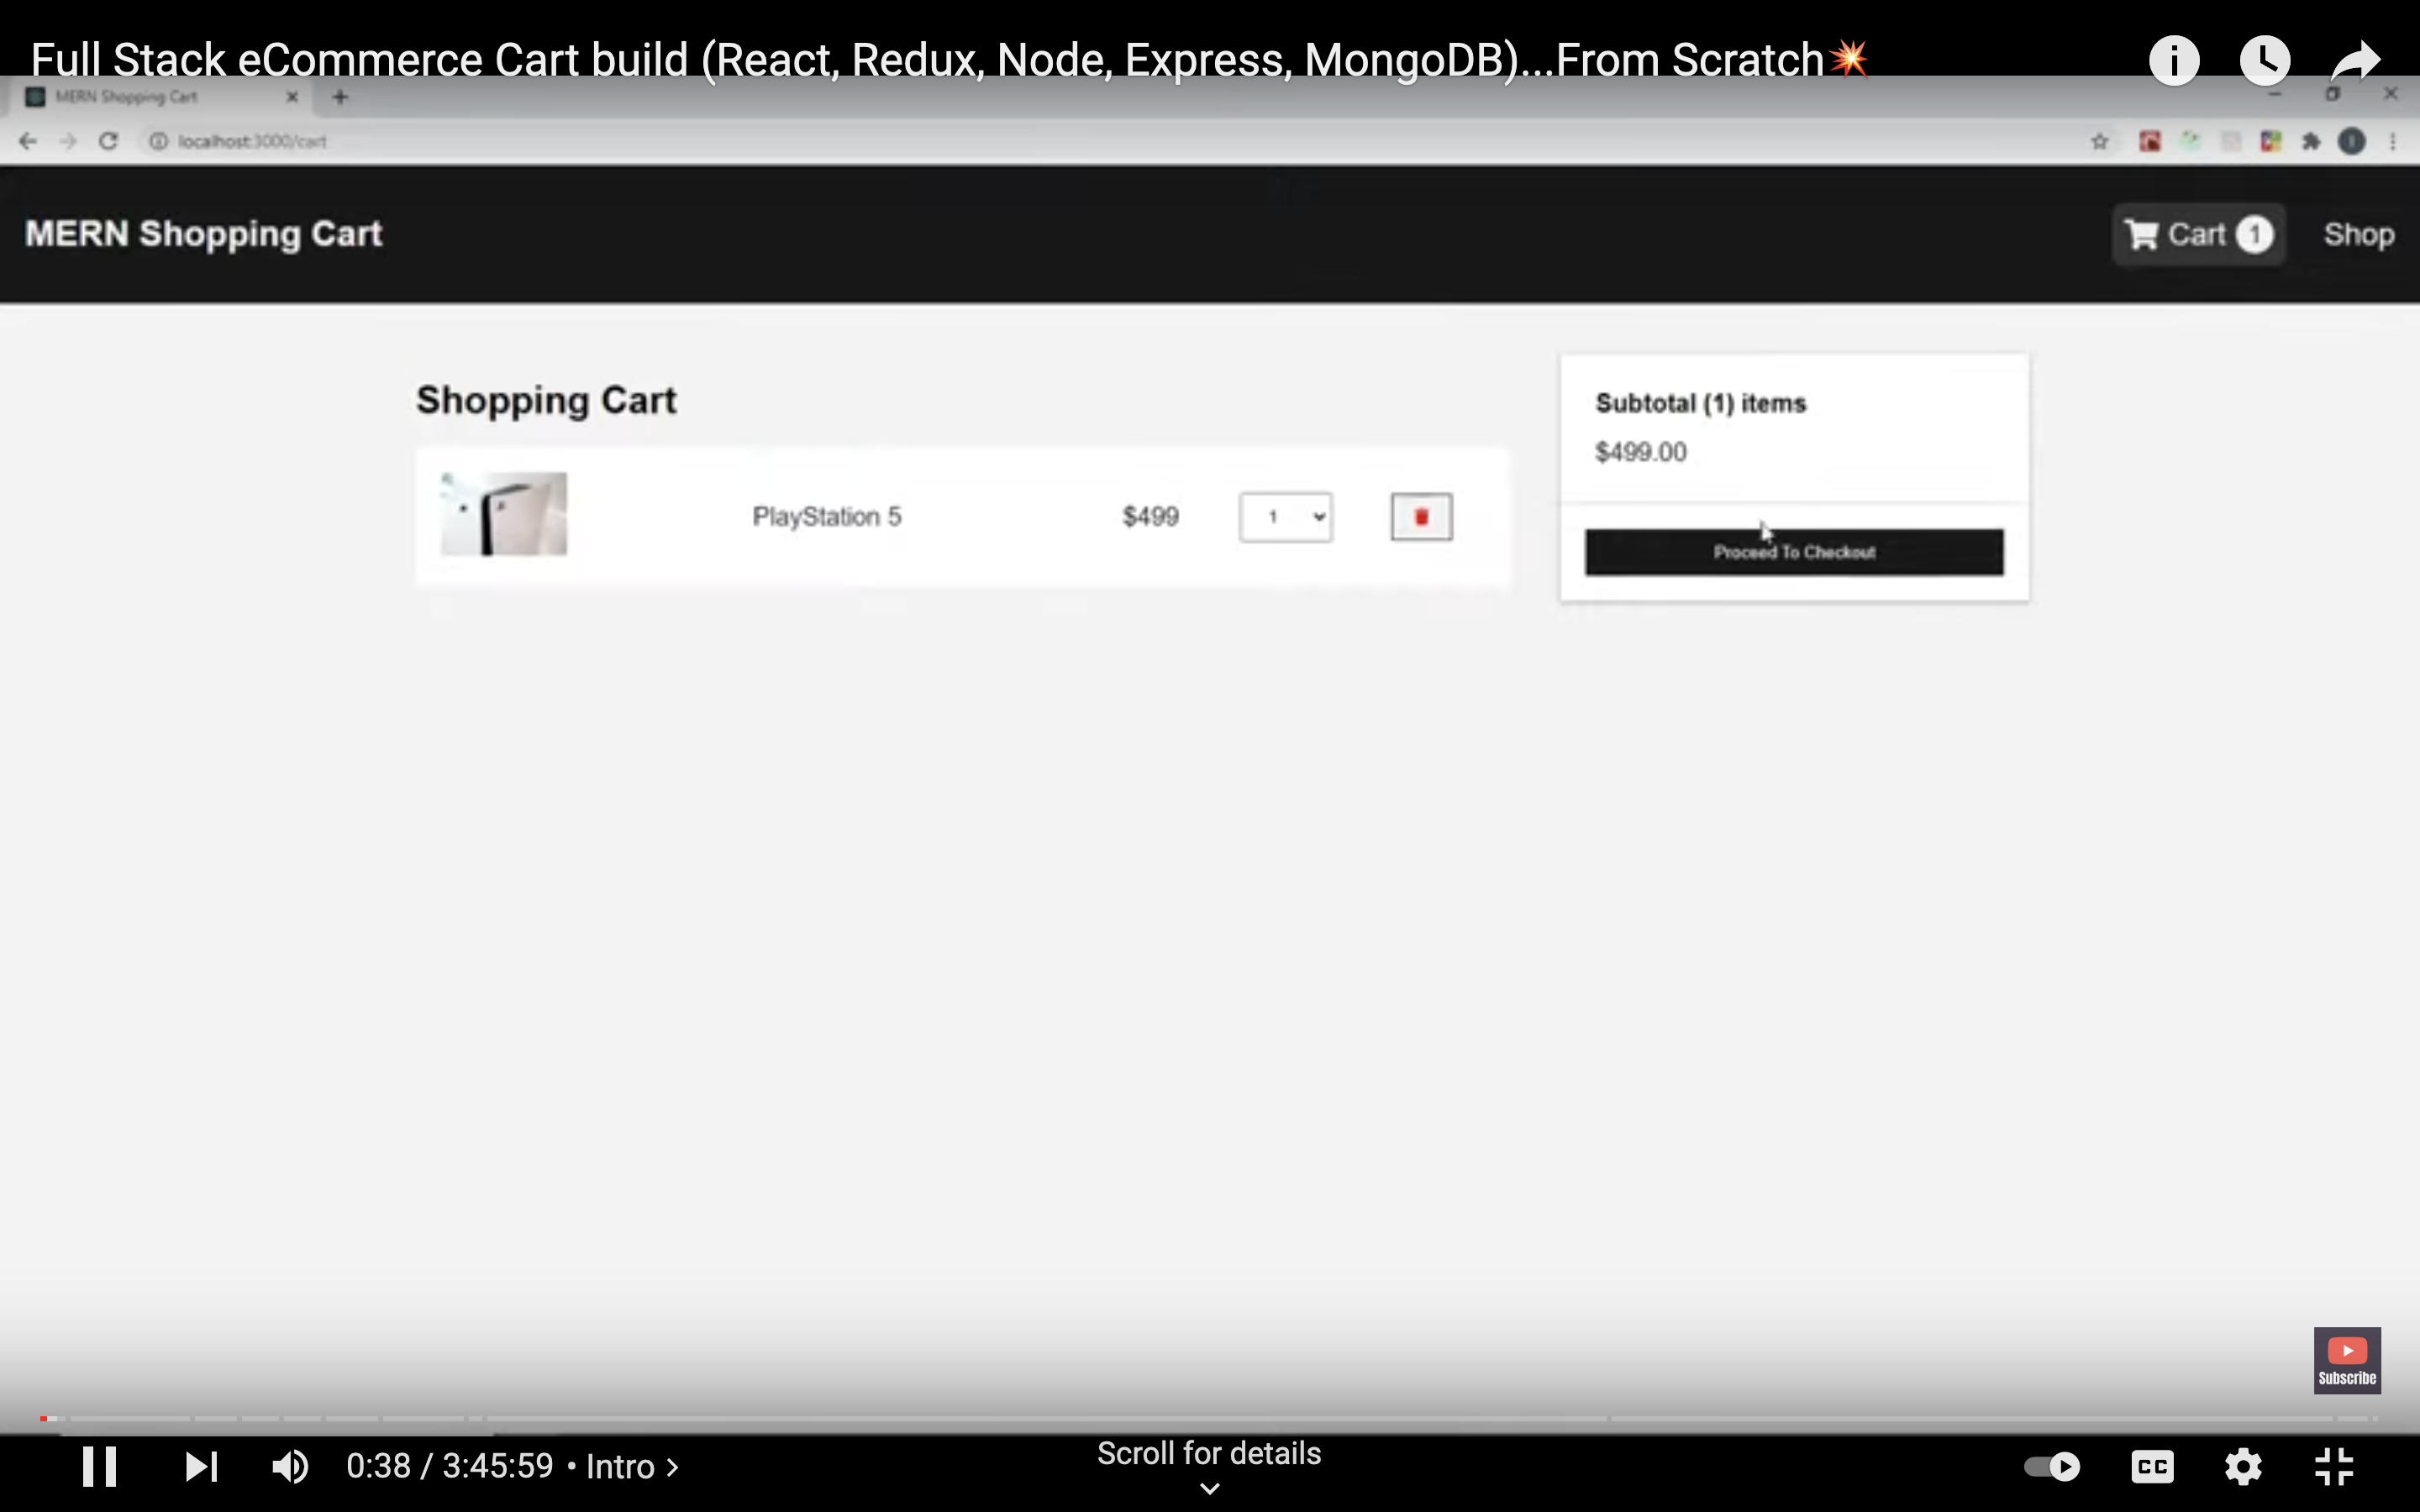 Full Stack eCommerce Cart build (React, Redux, Node, Express, MongoDB)...From Scratch💥
MERN Shopping Cart
localhost:3000/cart
MERN Shopping Cart
Cart 1
Shop
Shopping Cart
PlayStation 5
$499
1
Subtotal (1) items
$499.00
Proceed To Checkout
Subscribe
0:38 / 3:45:59 • Intro
Scroll for details
CC